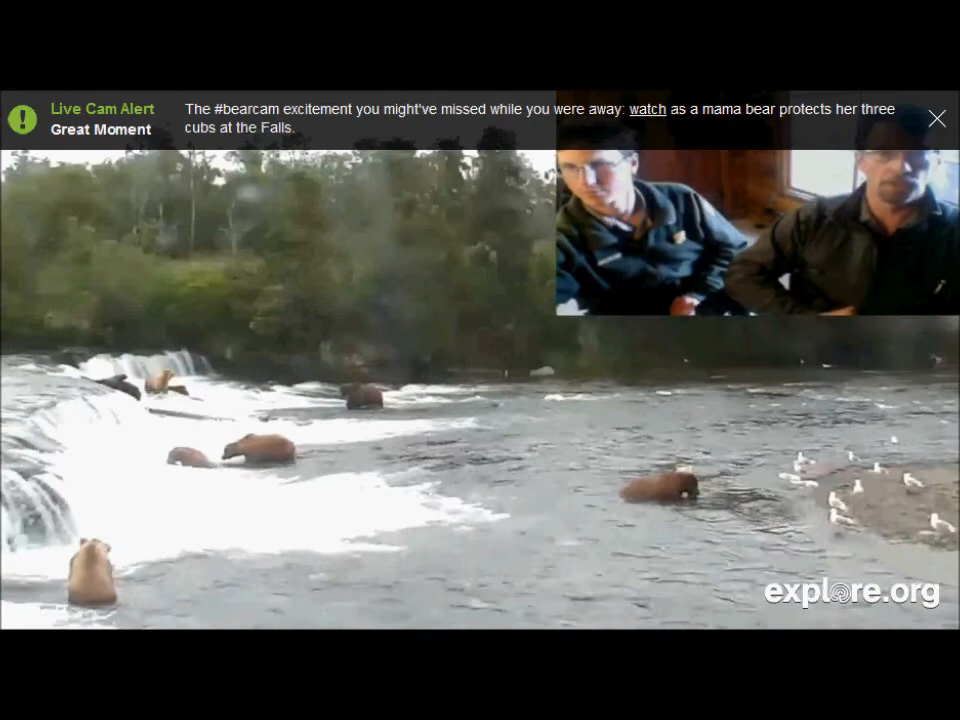 Live Cam Alert
Great Moment
The #bearcam excitement you might've missed while you were away: watch as a mama bear protects her three
cubs at the Falls.
explore.org